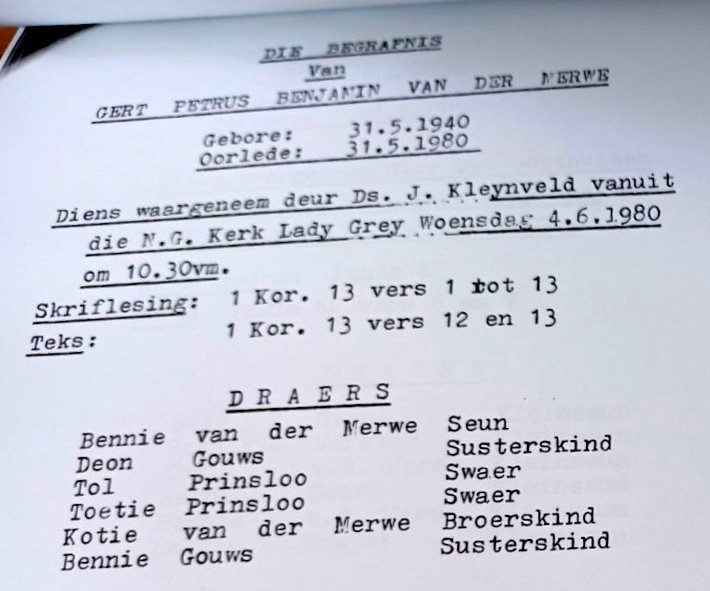 DIE BEGRAFNIS
Van
GERT PETRUS BENJAMIN VAN DER MERWE
Gebore: 31.5.1940
Oorlede: 31.5.1980
Diens waargeneem deur Ds. J. Kleynveld vanuit
die N.G. Kerk Lady Grey Woensdag 4.6.1980
om 10.30vm.
Skriflesing: 1 Kor. 13 vers 1 tot 13
Teks: 1 Kor. 13 vers 12 en 13
D R A E R S
Bennie van der Merwe Seun
Deon Gouws Susterskind
Tol Prinsloo Swaer
Toetie Prinsloo Swaer
Kotie van der Merwe Broerskind
Bennie Gouws Susterskind